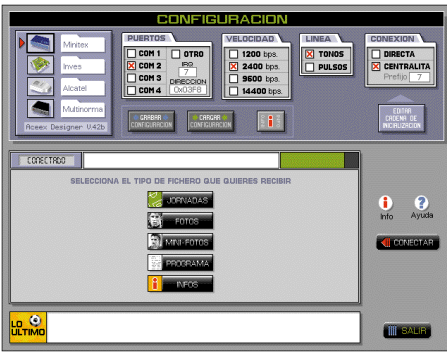 CONFIGURACION
Minitex
Inves
Alcatel
Multinorma
Aceex Designer V.42b
PUERTOS
COM 1
OTRO
COM 2
IRQ
7
COM 3
DIRECCION
COM 4
0x03F8
VELOCIDAD
1200 bps.
2400 bps.
9600 bps.
14400 bps.
LINEA
TONOS
PULSOS
CONEXION
DIRECTA
CENTRALITA
Prefijo 7
GRABAR
CONFIGURACION
CARGAR
CONFIGURACION
EDITAR
CADENA DE
INICIALIZACION
CONECTADO
SELECCIONA EL TIPO DE FICHERO QUE QUIERES RECIBIR
JORNADAS
FOTOS
MINI-FOTOS
PROGRAMA
INFOS
Info
Ayuda
CONECTAR
LO
ULTIMO
SALIR